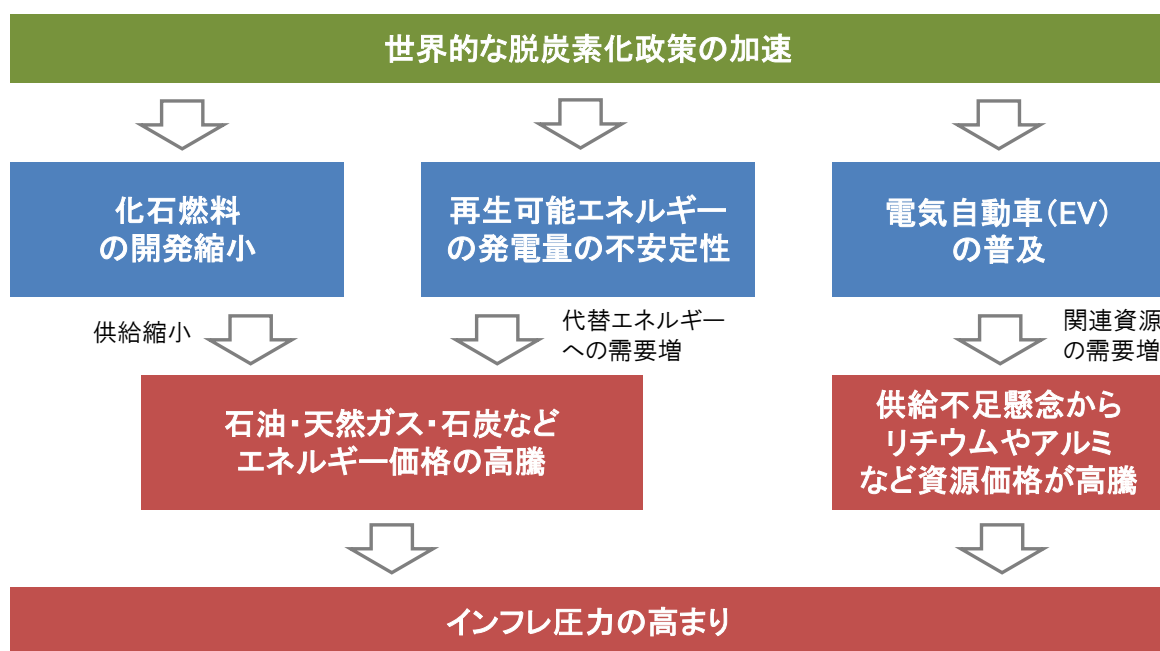 世界的な脱炭素化政策の加速
化石燃料
の開発縮小
再生可能エネルギー
の発電量の不安定性
電気自動車（EV）
の普及
供給縮小
代替エネルギー
への需要増
関連資源
の需要増
石油・天然ガス・石炭など
エネルギー価格の高騰
供給不足懸念から
リチウムやアルミ
など資源価格が高騰
インフレ圧力の高まり